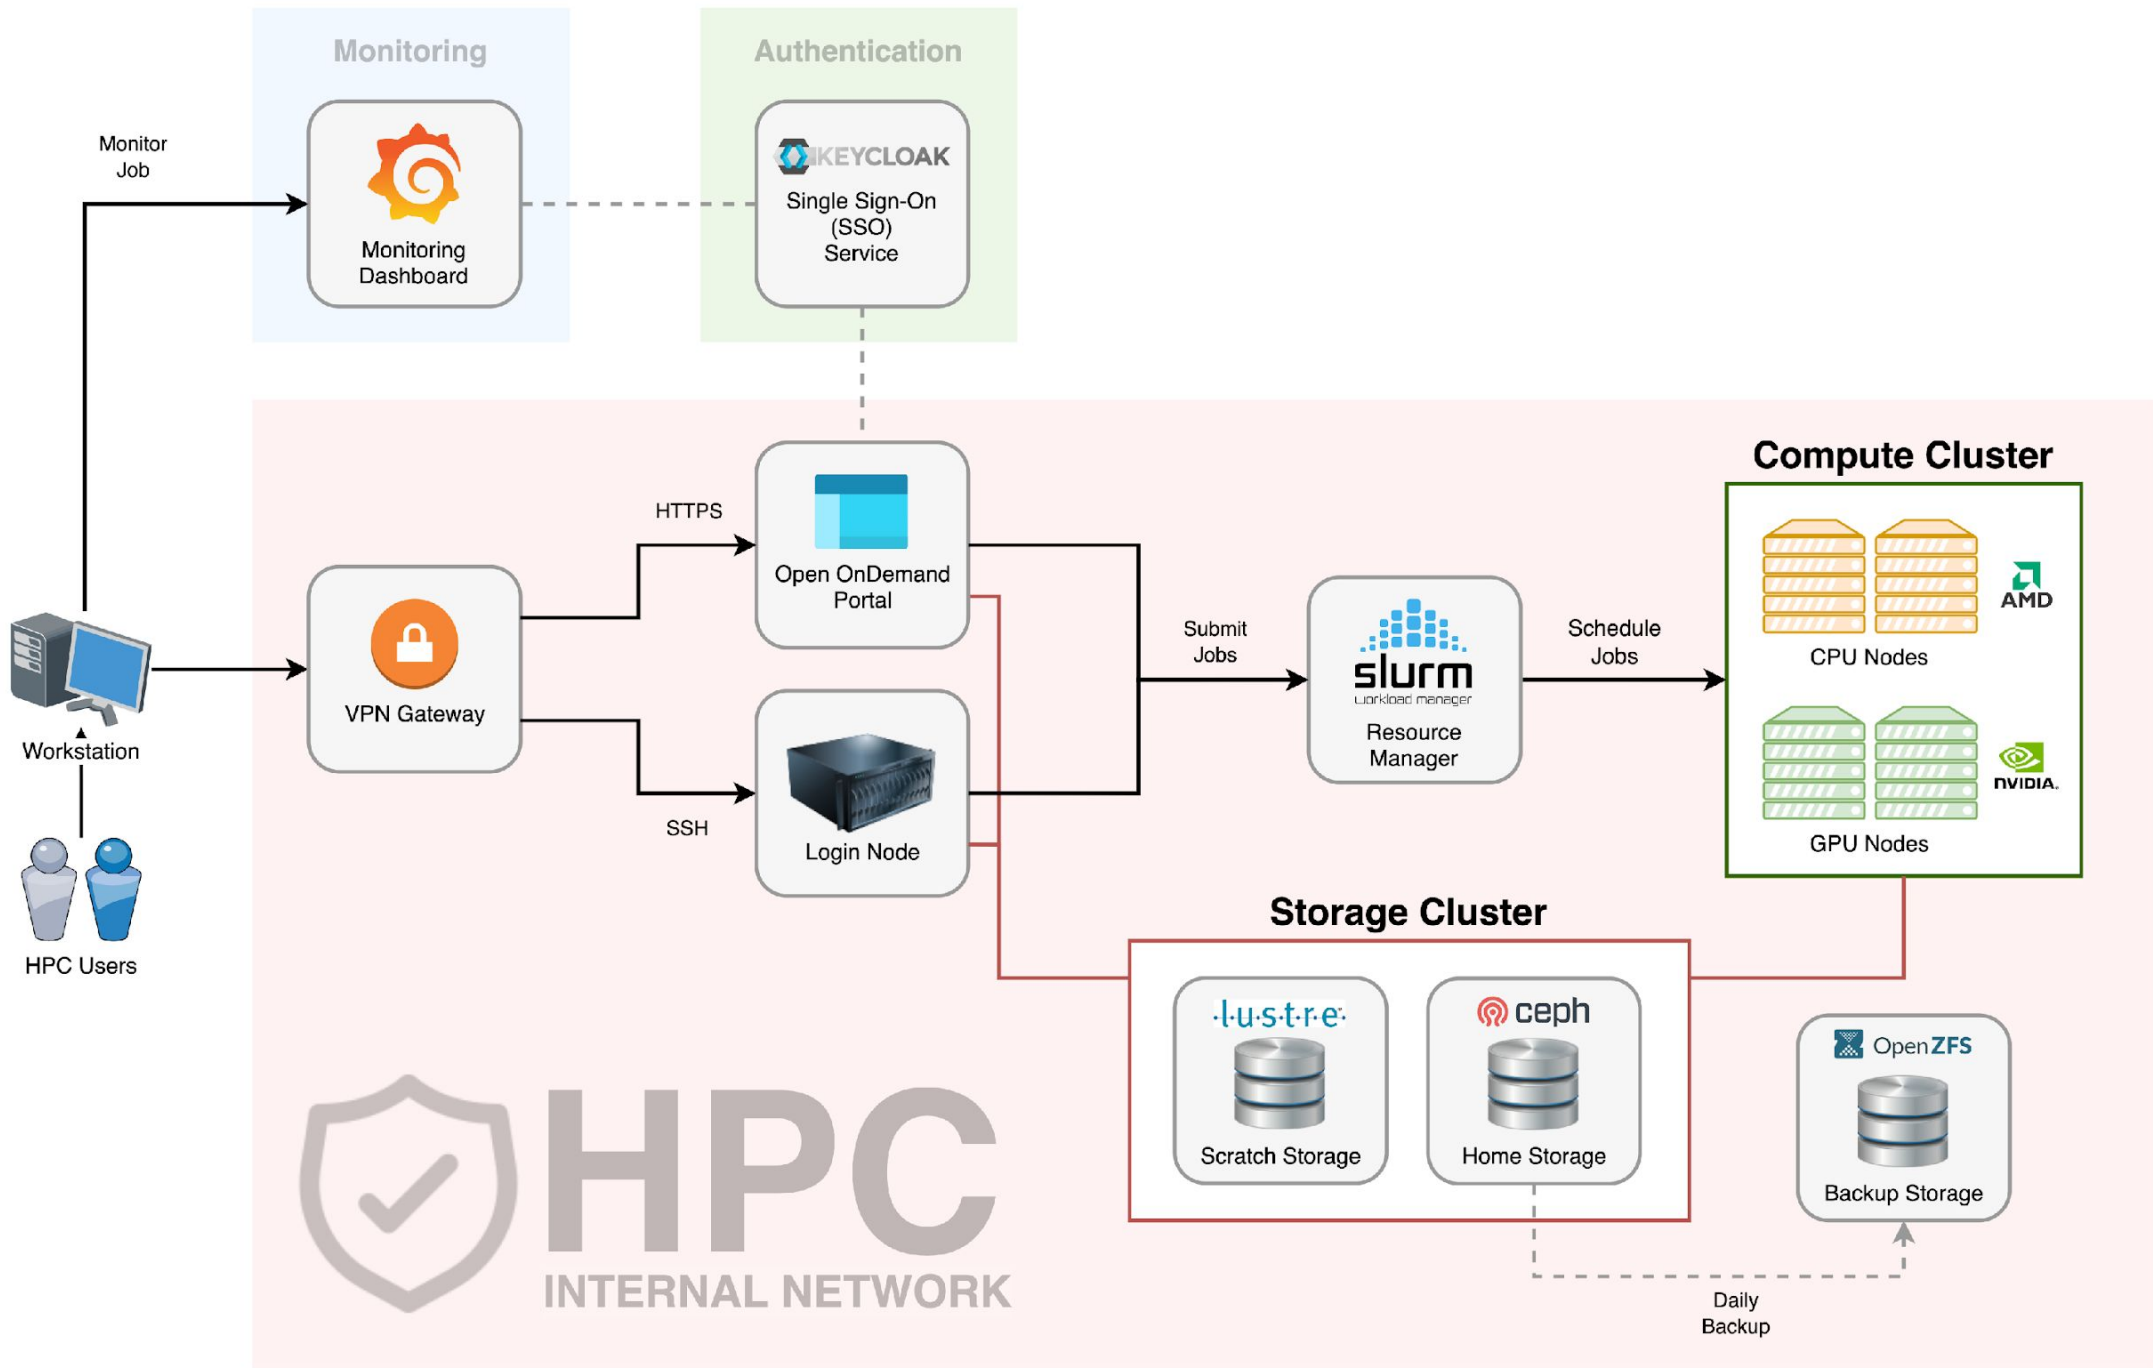 Monitoring
Authentication
Monitor
Job
Monitoring
Dashboard
KEYCLOAK
Single Sign-On
(SSO)
Service
HTTPS
Open OnDemand
Portal
VPN Gateway
SSH
Login Node
Workstation
HPC Users
Submit
Jobs
slurm
workload manager
Resource
Manager
Schedule
Jobs
Compute Cluster
AMD
CPU Nodes
NVIDIA.
GPU Nodes
Storage Cluster
·l·u·s·t·r·e·
Scratch Storage
ceph
Home Storage
OpenZFS
Backup Storage
Daily
Backup
HPC
INTERNAL NETWORK